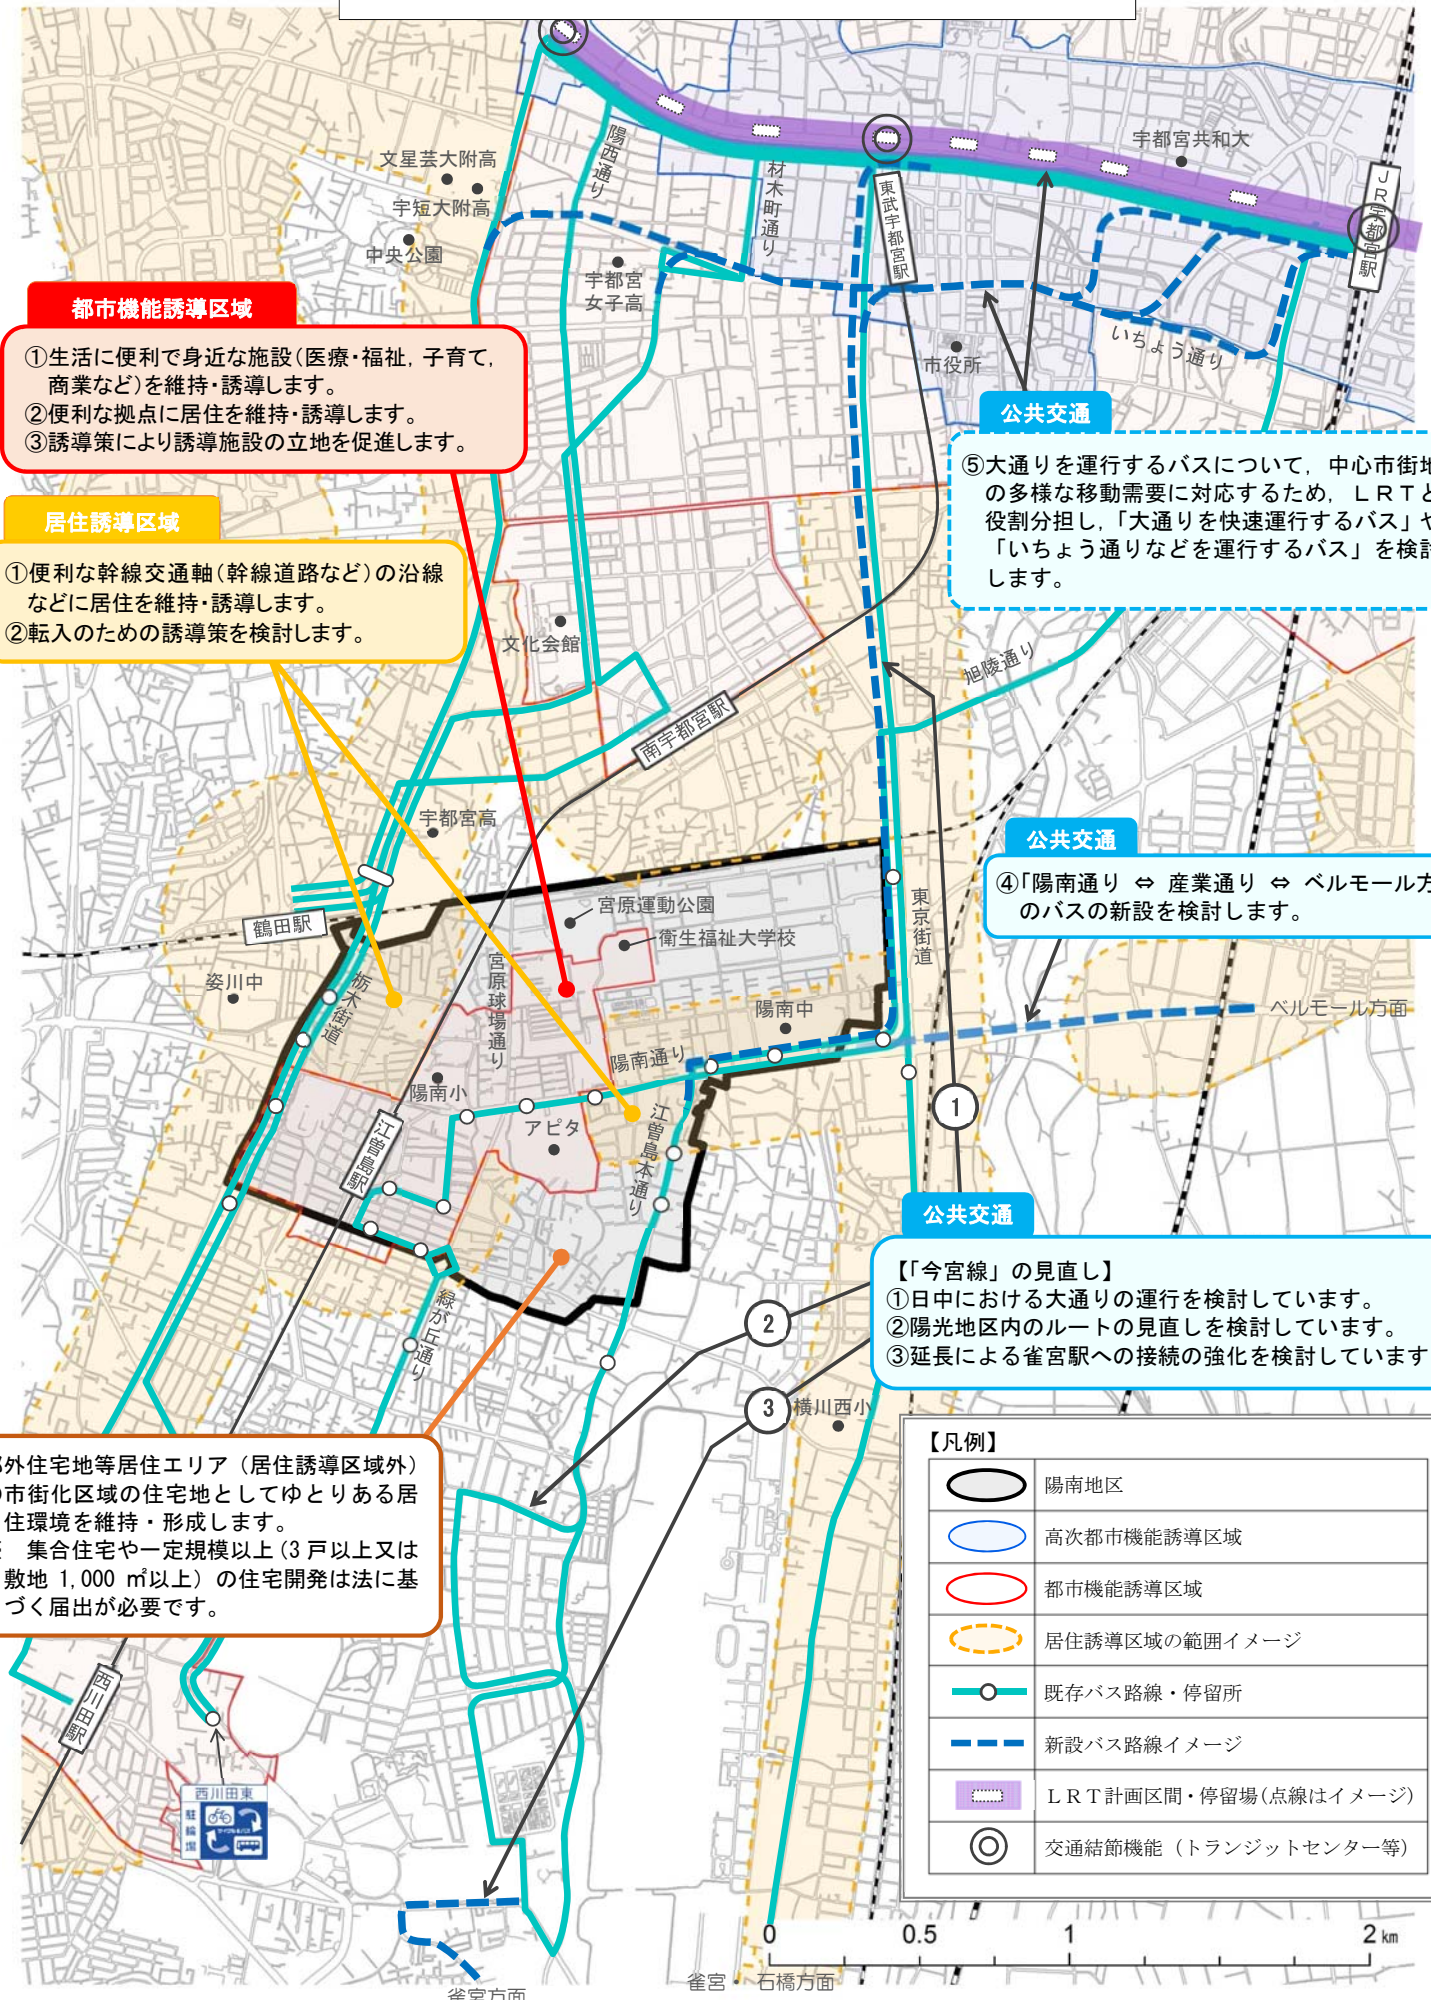 宇都宮共和大
文星芸大附高
宇短大附高
中央公園
陽西通り
材木町通り
東武宇都宮駅
JR宇都宮駅
宇都宮
女子高
市役所
いちょう通り
都市機能誘導区域
①生活に便利で身近な施設(医療・福祉,子育て,
商業など)を維持・誘導します。
②便利な拠点に居住を維持・誘導します。
③誘導策により誘導施設の立地を促進します。
居住誘導区域
①便利な幹線交通軸(幹線道路など)の沿線
などに居住を維持・誘導します。
②転入のための誘導策を検討します。
公共交通
⑤大通りを運行するバスについて,中心市街地
の多様な移動需要に対応するため,LRTと
役割分担し,「大通りを快速運行するバス」や
「いちょう通りなどを運行するバス」を検討
します。
文化会館
旭陵通り
南宇都宮駅
宇都宮高
公共交通
④「陽南通り ⇔ 産業通り ⇔ ベルモール方
のバスの新設を検討します。
鶴田駅
宮原運動公園
衛生福祉大学校
東京街道
姿川中
栃木街道
宮原球場通り
陽南中
ベルモール方面
陽南通り
陽南小
アピタ
江曽島駅
江曽島本通り
1
公共交通
【「今宮線」の見直し】
①日中における大通りの運行を検討しています。
②陽光地区内のルートの見直しを検討しています。
③延長による雀宮駅への接続の強化を検討しています
緑が丘通り
2
3
横川西小
外住宅地等居住エリア(居住誘導区域外)
市街化区域の住宅地としてゆとりある居
住環境を維持・形成します。
集合住宅や一定規模以上(3戸以上又は
敷地 1,000 ㎡以上)の住宅開発は法に基
づく届出が必要です。
【凡例】
陽南地区
高次都市機能誘導区域
都市機能誘導区域
居住誘導区域の範囲イメージ
既存バス路線・停留所
新設バス路線イメージ
LRT計画区間・停留場(点線はイメージ)
交通結節機能(トランジットセンター等)
西川田駅
西川田東
駐輪場
サイクル&バス
0 0.5 1 2 km
雀宮・石橋方面
雀宮方面